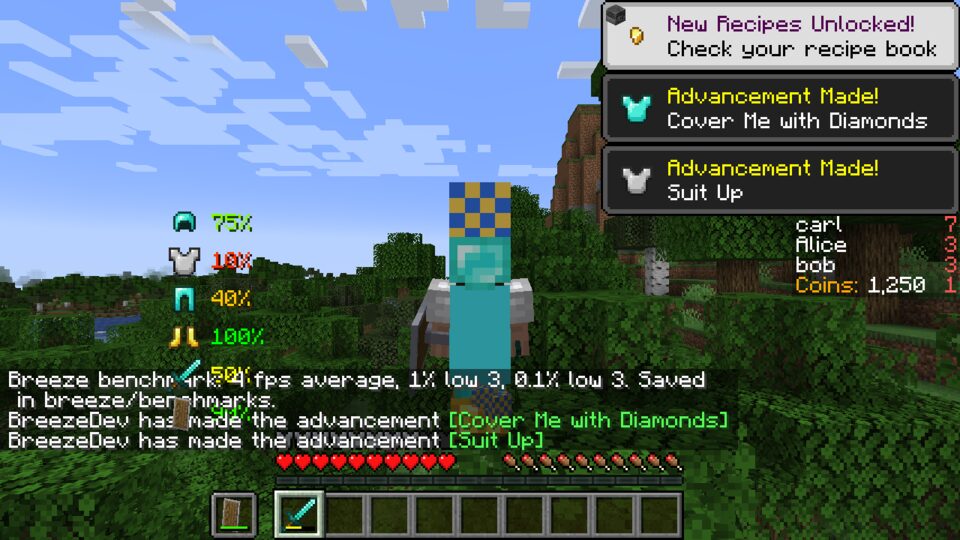 New Recipes Unlocked!
Check your recipe book
Advancement Made!
Cover Me with Diamonds
Advancement Made!
Suit Up
carl 7
Alice 3
bob 3
Coins: 1,250 1
75%
10%
40%
100%
50%
Breeze benchmark: 4 fps average, 1% low 3, 0.1% low 3. Saved
in breeze/benchmarks.
BreezeDev has made the advancement [Cover Me with Diamonds]
BreezeDev has made the advancement [Suit Up]